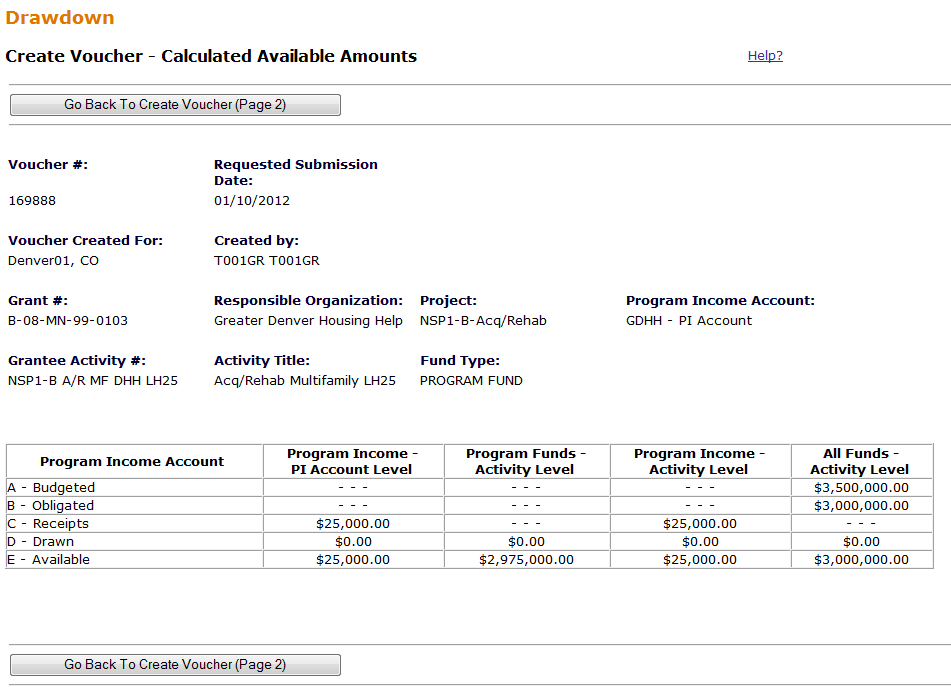 Drawdown
Create Voucher - Calculated Available Amounts Help?
Go Back To Create Voucher (Page 2)
Voucher #: Requested Submission
Date:
169888 01/10/2012
Voucher Created For: Created by:
Denver01, CO T001GR T001GR
Grant #: Responsible Organization: Project: Program Income Account:
B-08-MN-99-0103 Greater Denver Housing Help NSP1-B-Acq/Rehab GDHH - PI Account
Grantee Activity #: Activity Title: Fund Type:
NSP1-B A/R MF DHH LH25 Acq/Rehab Multifamily LH25 PROGRAM FUND
Program Income Account Program Income - Program Funds - Program Income - All Funds -
PI Account Level Activity Level Activity Level Activity Level
A - Budgeted - - - - - - - - - $3,500,000.00
B - Obligated - - - - - - - - - $3,000,000.00
C - Receipts $25,000.00 - - - $25,000.00 - - -
D - Drawn $0.00 $0.00 $0.00 $0.00
E - Available $25,000.00 $2,975,000.00 $25,000.00 $3,000,000.00
Go Back To Create Voucher (Page 2)